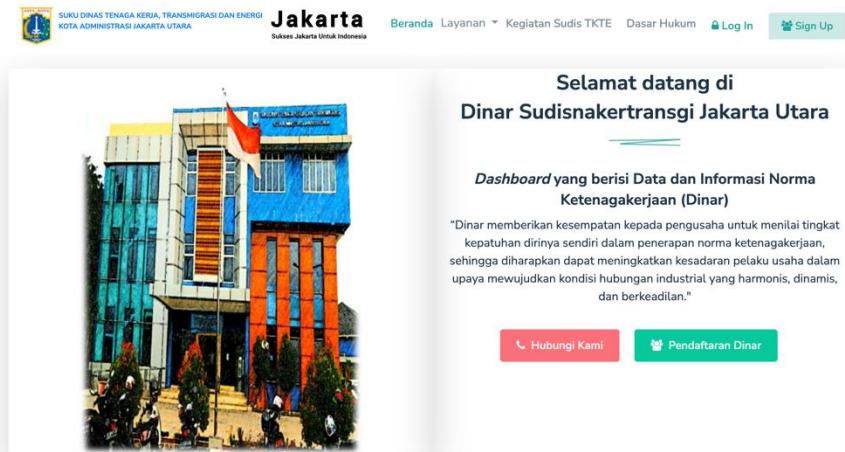 SUKU DINAS TENAGA KERJA, TRANSMIGRASI DAN ENERGI
KOTA ADMINISTRASI JAKARTA UTARA
Jakarta
Sukses Jakarta Untuk Indonesia
Beranda Layanan Kegiatan Sudis TKTE Dasar Hukum Log In Sign Up
Selamat datang di
Dinar Sudisnakertransgi Jakarta Utara
Dashboard yang berisi Data dan Informasi Norma
Ketenagakerjaan (Dinar)
“Dinar memberikan kesempatan kepada pengusaha untuk menilai tingkat
kepatuhan dirinya sendiri dalam penerapan norma ketenagakerjaan,
sehingga diharapkan dapat meningkatkan kesadaran pelaku usaha dalam
upaya mewujudkan kondisi hubungan industrial yang harmonis, dinamis,
dan berkeadilan."
Hubungi Kami Pendaftaran Dinar